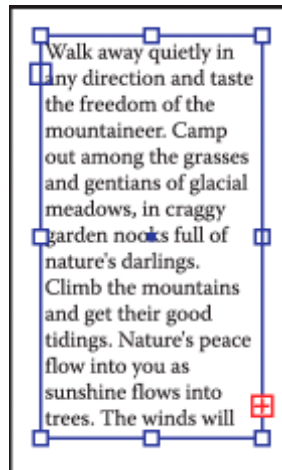 Walk away quietly in
any direction and taste
the freedom of the
mountaineer. Camp
out among the grasses
and gentians of glacial
meadows, in craggy
garden nooks full of
nature's darlings.
Climb the mountains
and get their good
tidings. Nature's peace
flow into you as
sunshine flows into
trees. The winds will